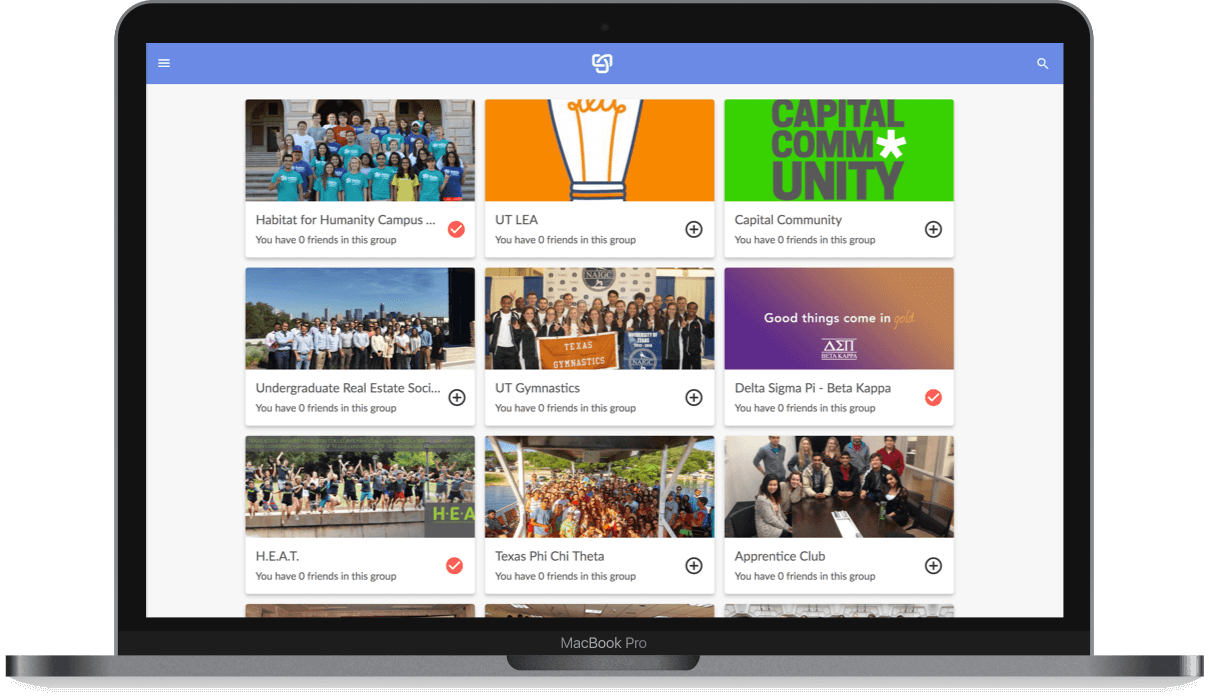 CAPITAL
COMM*
UNITY
Habitat for Humanity Campus ...
You have 0 friends in this group
UT LEA
You have 0 friends in this group
Capital Community
You have 0 friends in this group
NAIGC
TEXAS
GYMNASTICS
NAIGC
Good things come in gold
ΔΣΠ
BETA KAPPA
Undergraduate Real Estate Soci...
You have 0 friends in this group
UT Gymnastics
You have 0 friends in this group
Delta Sigma Pi - Beta Kappa
You have 0 friends in this group
H.E.A
H.E.A.T.
You have 0 friends in this group
Texas Phi Chi Theta
You have 0 friends in this group
Apprentice Club
You have 0 friends in this group
MacBook Pro